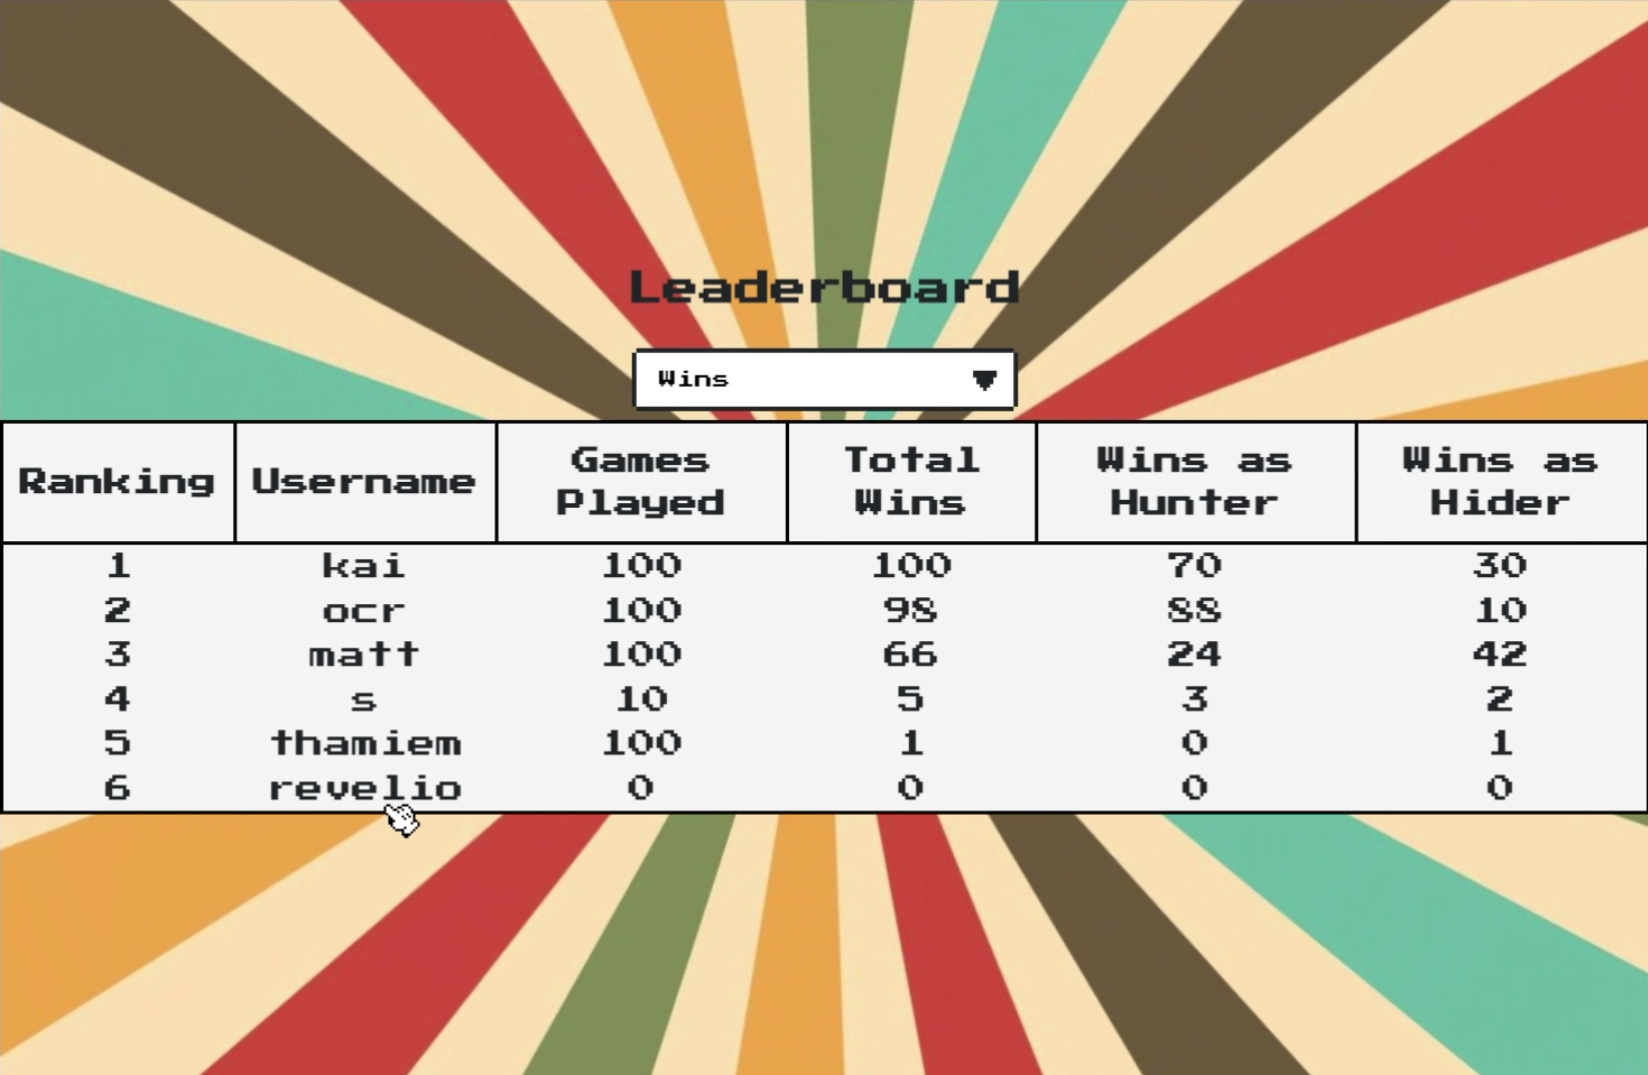 Leaderboard
Wins
Ranking Username Games Played Total Wins Wins as Hunter Wins as Hider
1 kai 100 100 70 30
2 ocr 100 98 88 10
3 matt 100 66 24 42
4 s 10 5 3 2
5 thamiem 100 1 0 1
6 revelio 0 0 0 0